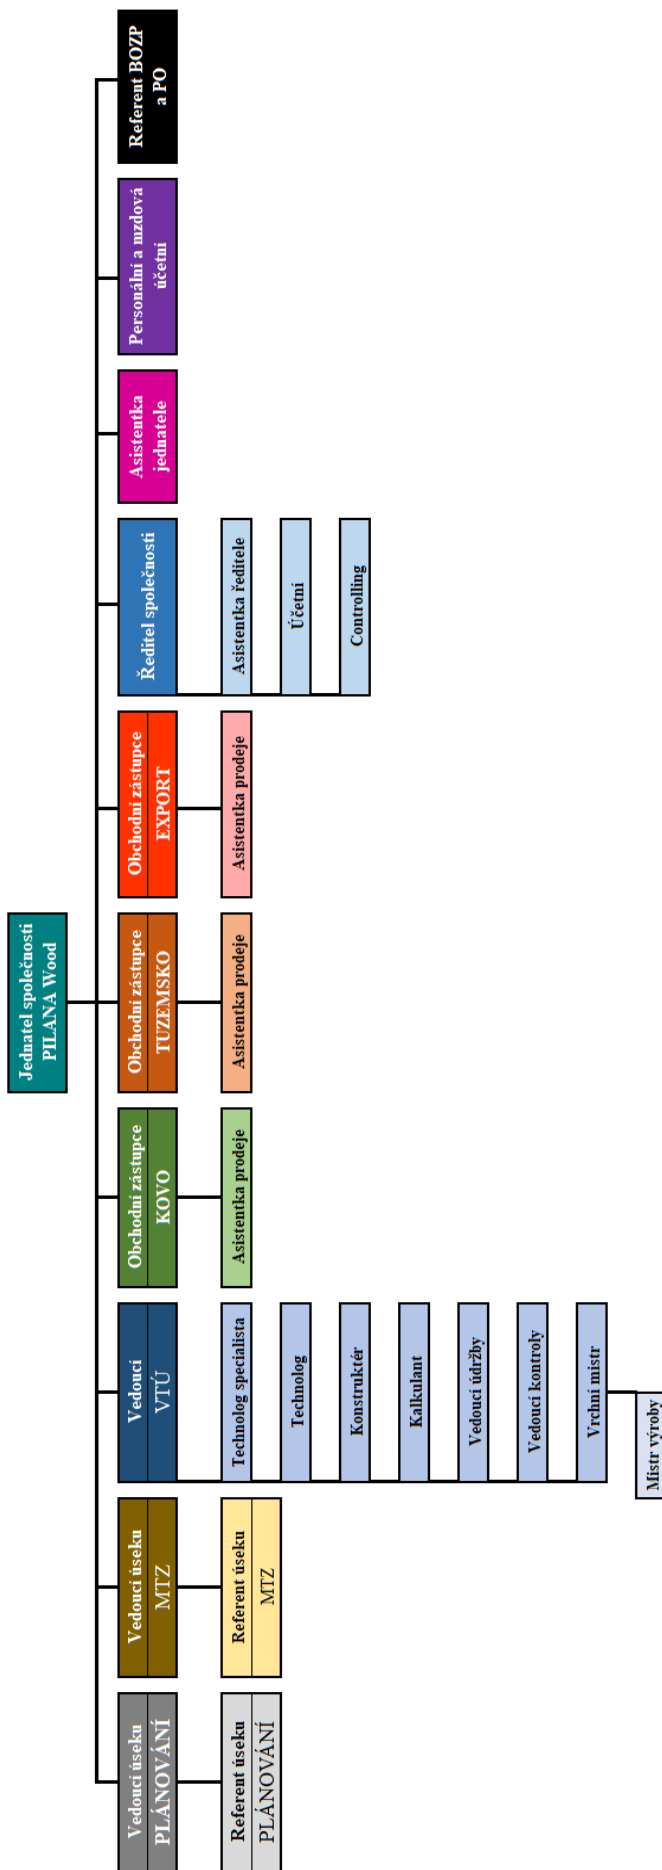 Jednatel společnosti
PILANA Wood
Vedoucí úseku
PLÁNOVÁNÍ
Referent úseku
PLÁNOVÁNÍ
Vedoucí úseku
MTZ
Referent úseku
MTZ
Vedoucí
VTÚ
Technolog specialista
Technolog
Konstruktér
Kalkulant
Vedoucí údržby
Vedoucí kontroly
Vrchní mistr
Mistr výroby
Obchodní zástupce
KOVO
Asistentka prodeje
Obchodní zástupce
TUZEMSKO
Asistentka prodeje
Obchodní zástupce
EXPORT
Asistentka prodeje
Ředitel společnosti
Asistentka ředitele
Účetní
Controlling
Asistentka
jednatele
Personální a mzdová
účetní
Referent BOZP
a PO